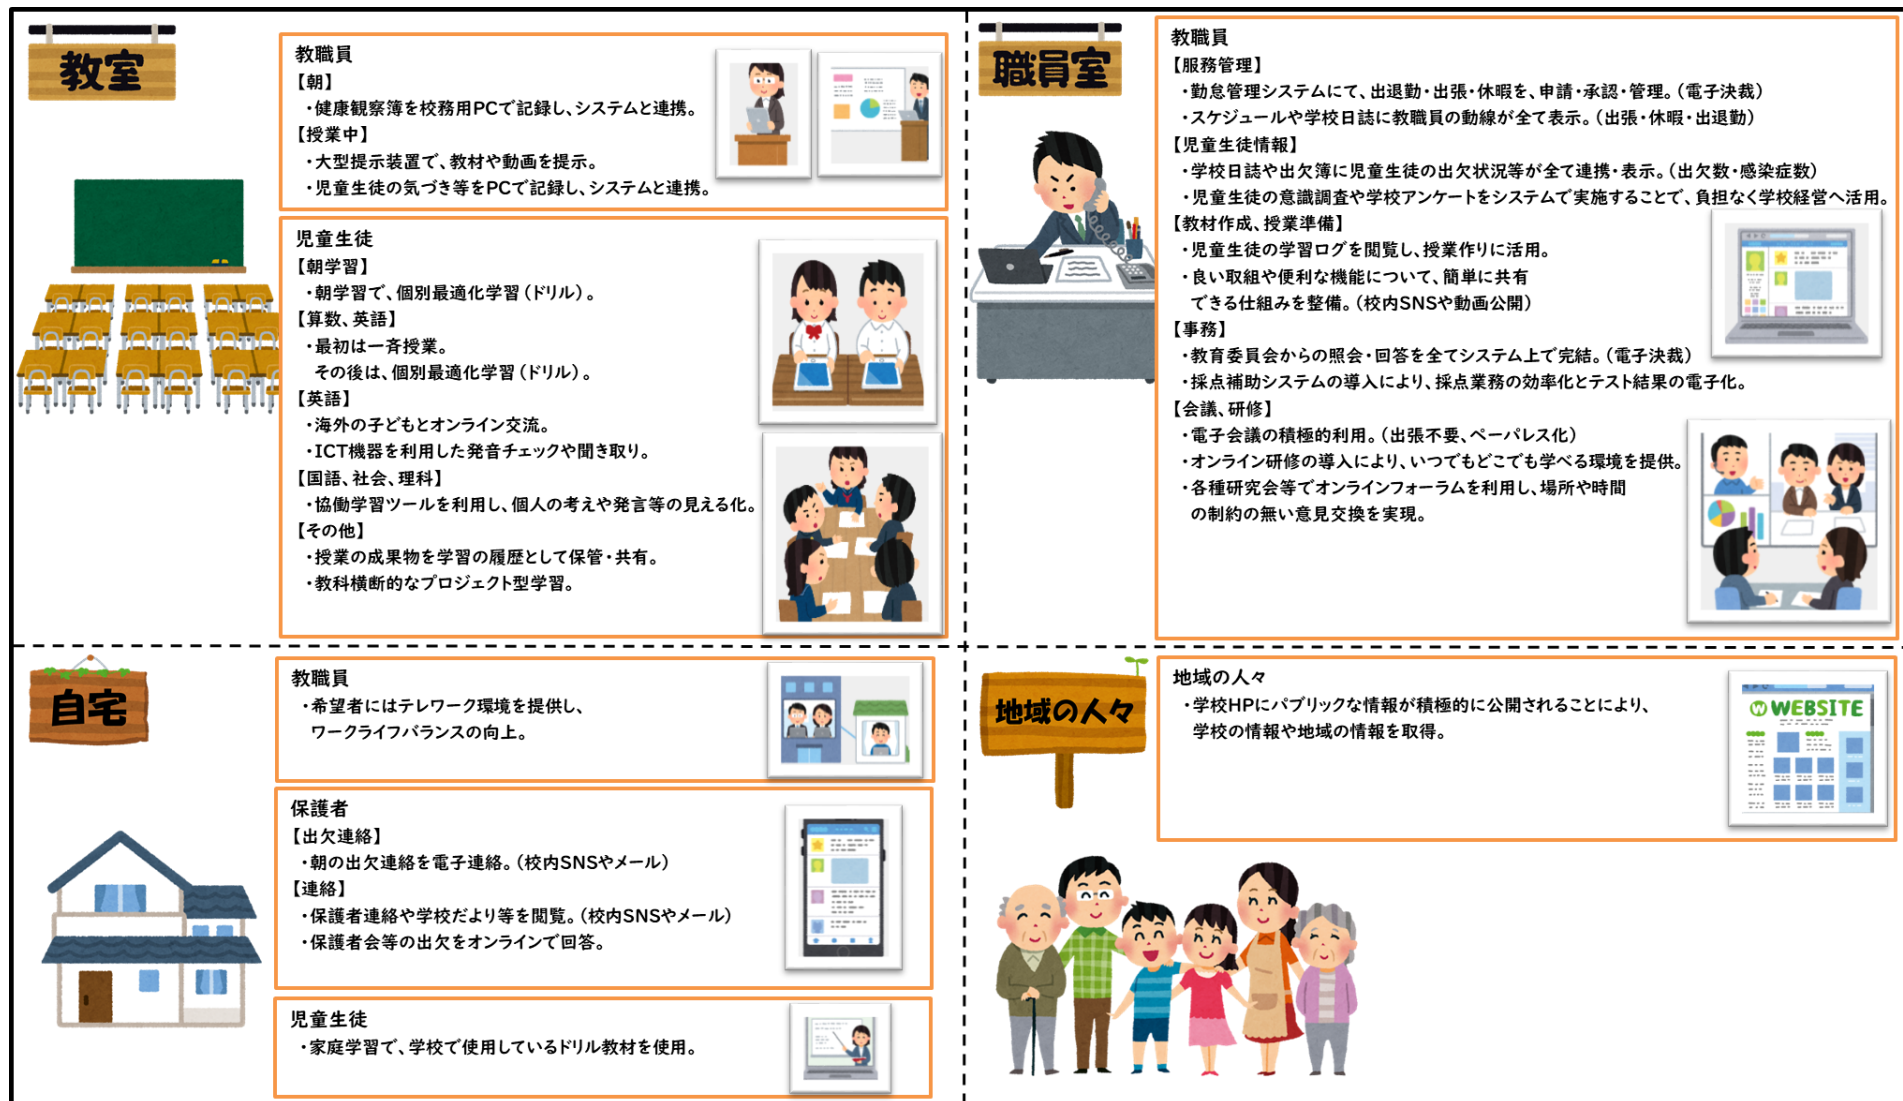 教室
教職員
【朝】
・健康観察簿を校務用PCで記録し、システムと連携。
【授業中】
・大型提示装置で、教材や動画を提示。
・児童生徒の気づき等をPCで記録し、システムと連携。
児童生徒
【朝学習】
・朝学習で、個別最適化学習(ドリル)。
【算数、英語】
・最初は一斉授業。
その後は、個別最適化学習(ドリル)。
【英語】
・海外の子どもとオンライン交流。
・ICT機器を利用した発音チェックや聞き取り。
【国語、社会、理科】
・協働学習ツールを利用し、個人の考えや発言等の見える化。
【その他】
・授業の成果物を学習の履歴として保管・共有。
・教科横断的なプロジェクト型学習。
職員室
教職員
【服務管理】
・勤怠管理システムにて、出退勤・出張・休暇を、申請・承認・管理。(電子決裁)
・スケジュールや学校日誌に教職員の動線が全て表示。(出張・休暇・出退勤)
【児童生徒情報】
・学校日誌や出欠簿に児童生徒の出欠状況等が全て連携・表示。(出欠数・感染症数)
・児童生徒の意識調査や学校アンケートをシステムで実施することで、負担なく学校経営へ活用。
【教材作成、授業準備】
・児童生徒の学習ログを閲覧し、授業作りに活用。
・良い取組や便利な機能について、簡単に共有
できる仕組みを整備。(校内SNSや動画公開)
【事務】
・教育委員会からの照会・回答を全てシステム上で完結。(電子決裁)
・採点補助システムの導入により、採点業務の効率化とテスト結果の電子化。
【会議、研修】
・電子会議の積極的利用。(出張不要、ペーパレス化)
・オンライン研修の導入により、いつでもどこでも学べる環境を提供。
・各種研究会等でオンラインフォーラムを利用し、場所や時間
の制約の無い意見交換を実現。
自宅
教職員
・希望者にはテレワーク環境を提供し、
ワークライフバランスの向上。
保護者
【出欠連絡】
・朝の出欠連絡を電子連絡。(校内SNSやメール)
【連絡】
・保護者連絡や学校だより等を閲覧。(校内SNSやメール)
・保護者会等の出欠をオンラインで回答。
児童生徒
・家庭学習で、学校で使用しているドリル教材を使用。
地域の人々
地域の人々
・学校HPにパブリックな情報が積極的に公開されることにより、
学校の情報や地域の情報を取得。
W WEBSITE